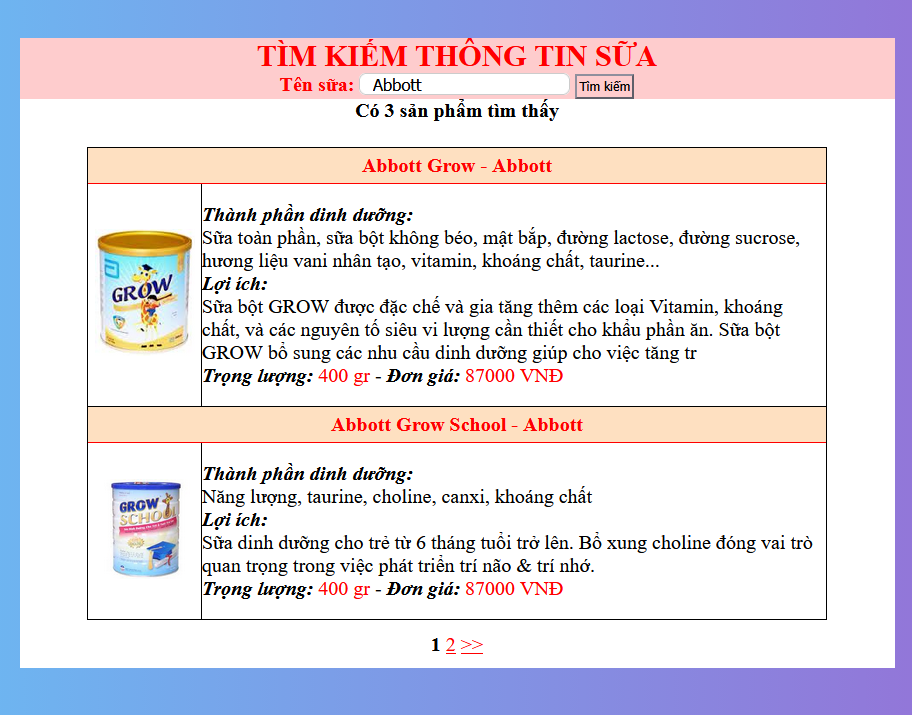 TÌM KIẾM THÔNG TIN SỮA
Tên sữa: Abbott Tìm kiếm
Có 3 sản phẩm tìm thấy
Abbott Grow - Abbott
GROW
Thành phần dinh dưỡng:
Sữa toàn phần, sữa bột không béo, mật bắp, đường lactose, đường sucrose,
hương liệu vani nhân tạo, vitamin, khoáng chất, taurine...
Lợi ích:
Sữa bột GROW được đặc chế và gia tăng thêm các loại Vitamin, khoáng
chất, và các nguyên tố siêu vi lượng cần thiết cho khẩu phần ăn. Sữa bột
GROW bổ sung các nhu cầu dinh dưỡng giúp cho việc tăng tr
Trọng lượng: 400 gr - Đơn giá: 87000 VNĐ
Abbott Grow School - Abbott
GROW
SCHOOL
Thành phần dinh dưỡng:
Năng lượng, taurine, choline, canxi, khoáng chất
Lợi ích:
Sữa dinh dưỡng cho trẻ từ 6 tháng tuổi trở lên. Bổ xung choline đóng vai trò
quan trọng trong việc phát triển trí não & trí nhớ.
Trọng lượng: 400 gr - Đơn giá: 87000 VNĐ
1 2 >>